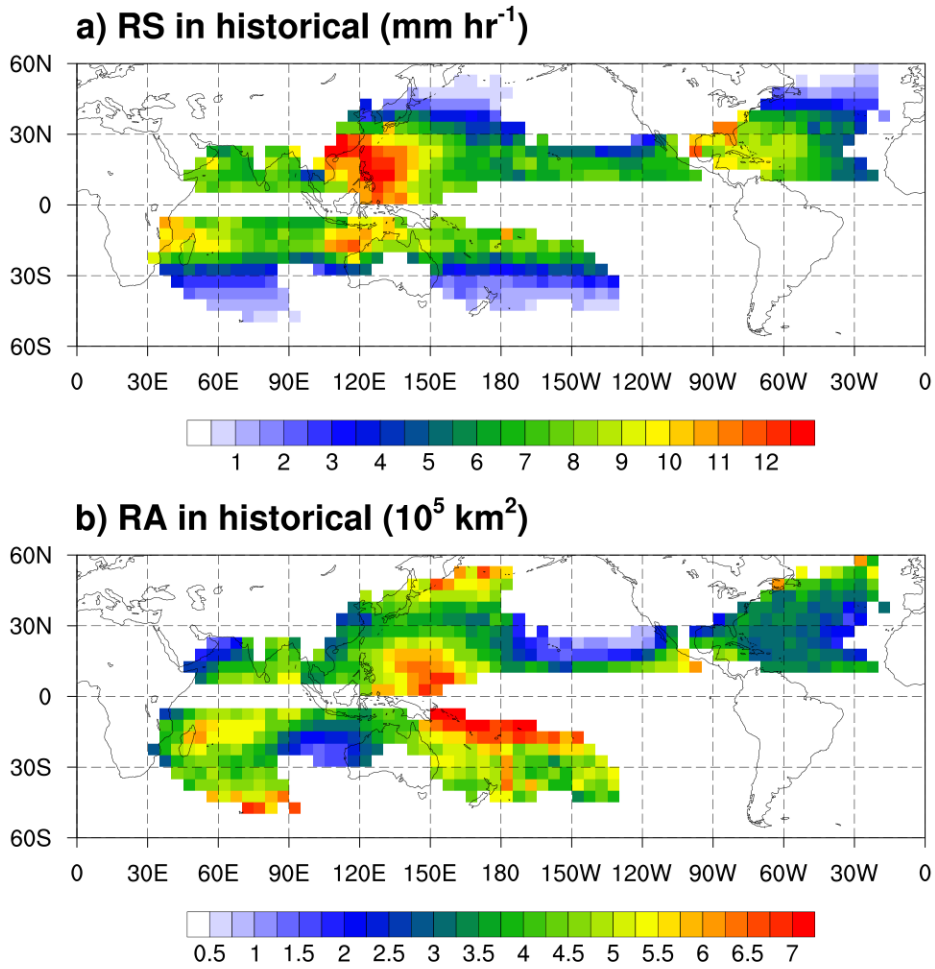 a) RS in historical (mm hr⁻¹)
60N
30N
0
30S
60S
0 30E 60E 90E 120E 150E 180 150W 120W 90W 60W 30W 0
1 2 3 4 5 6 7 8 9 10 11 12
b) RA in historical (10⁵ km²)
60N
30N
0
30S
60S
0 30E 60E 90E 120E 150E 180 150W 120W 90W 60W 30W 0
0.5 1 1.5 2 2.5 3 3.5 4 4.5 5 5.5 6 6.5 7